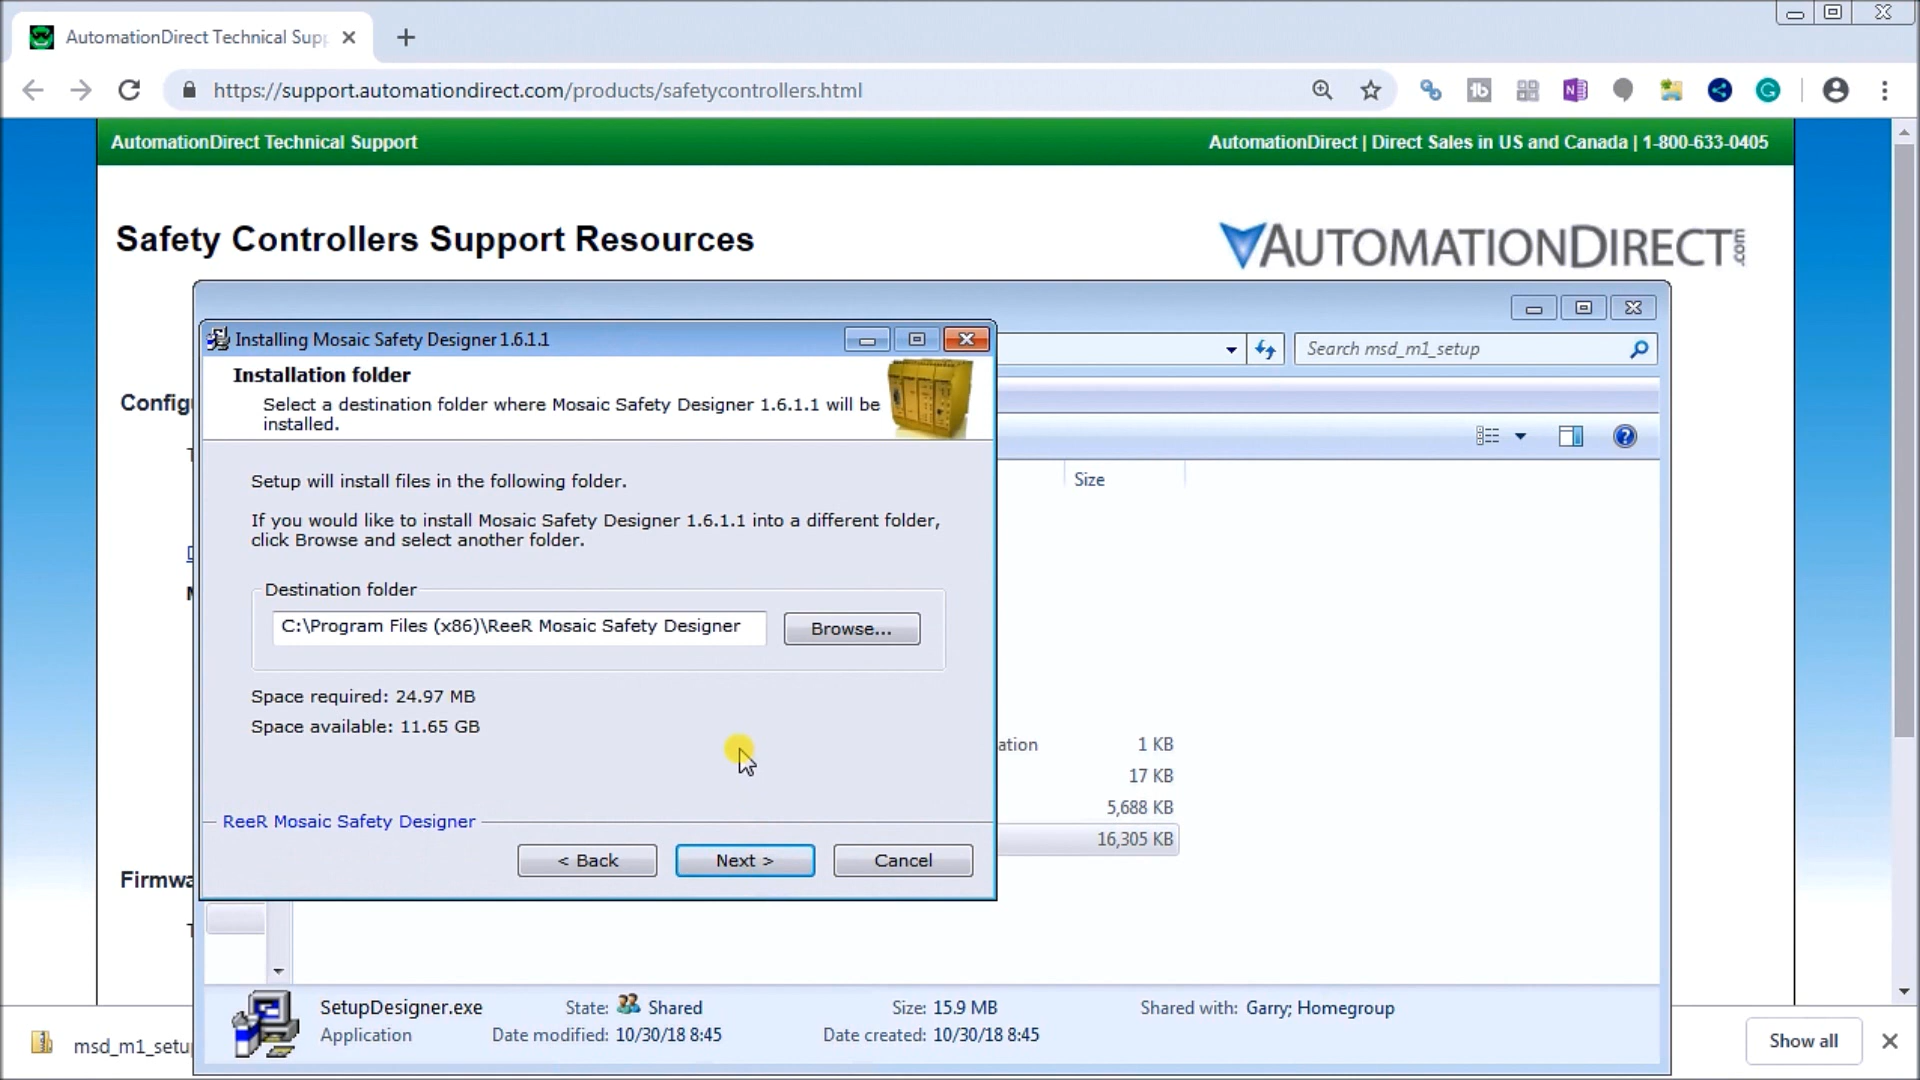 AutomationDirect Technical Supp
https://support.automationdirect.com/products/safetycontrollers.html
AutomationDirect Technical Support
AutomationDirect | Direct Sales in US and Canada | 1-800-633-0405
Safety Controllers Support Resources
AUTOMATIONDIRECT.com
Installing Mosaic Safety Designer 1.6.1.1
Search msd_m1_setup
Installation folder
Select a destination folder where Mosaic Safety Designer 1.6.1.1 will be
installed.
Config
Size
Setup will install files in the following folder.
If you would like to install Mosaic Safety Designer 1.6.1.1 into a different folder,
click Browse and select another folder.
Destination folder
C:\Program Files (x86)\ReeR Mosaic Safety Designer
Browse...
Space required: 24.97 MB
Space available: 11.65 GB
ation 1 KB
17 KB
5,688 KB
16,305 KB
ReeR Mosaic Safety Designer
< Back
Next >
Cancel
Firmwa
SetupDesigner.exe State: Shared Size: 15.9 MB Shared with: Garry; Homegroup
Application Date modified: 10/30/18 8:45 Date created: 10/30/18 8:45
msd_m1_setu
Show all